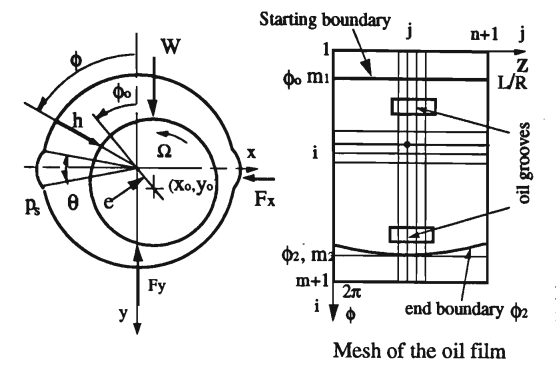 Starting boundary
W
ϕ
ϕₒ
h
Ω
x
(xₒ,yₒ)
e
pₛ
θ
Fx
Fy
y
j
n+1
j
1
Z
L/R
ϕₒ m₁
oil grooves
i
ϕ₂, m₂
m+1
2π
i
ϕ
end boundary ϕ₂
Mesh of the oil film